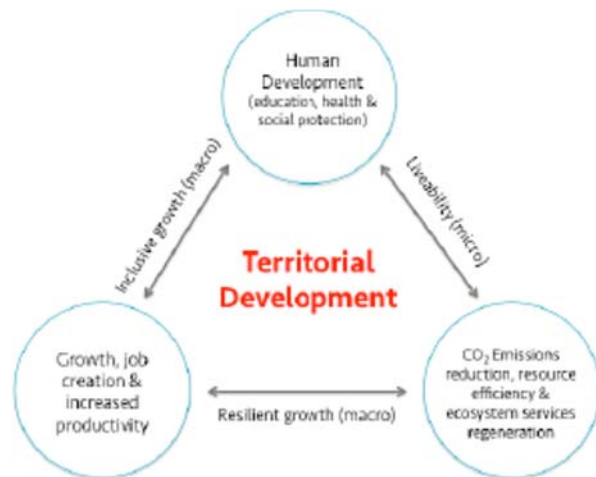 Human
Development
(education, health &
social protection)
Inclusive growth (macro)
Liveability (micro)
Territorial
Development
Growth, job
creation &
increased
productivity
Resilient growth (macro)
CO₂ Emissions
reduction, resource
efficiency &
ecosystem services
regeneration